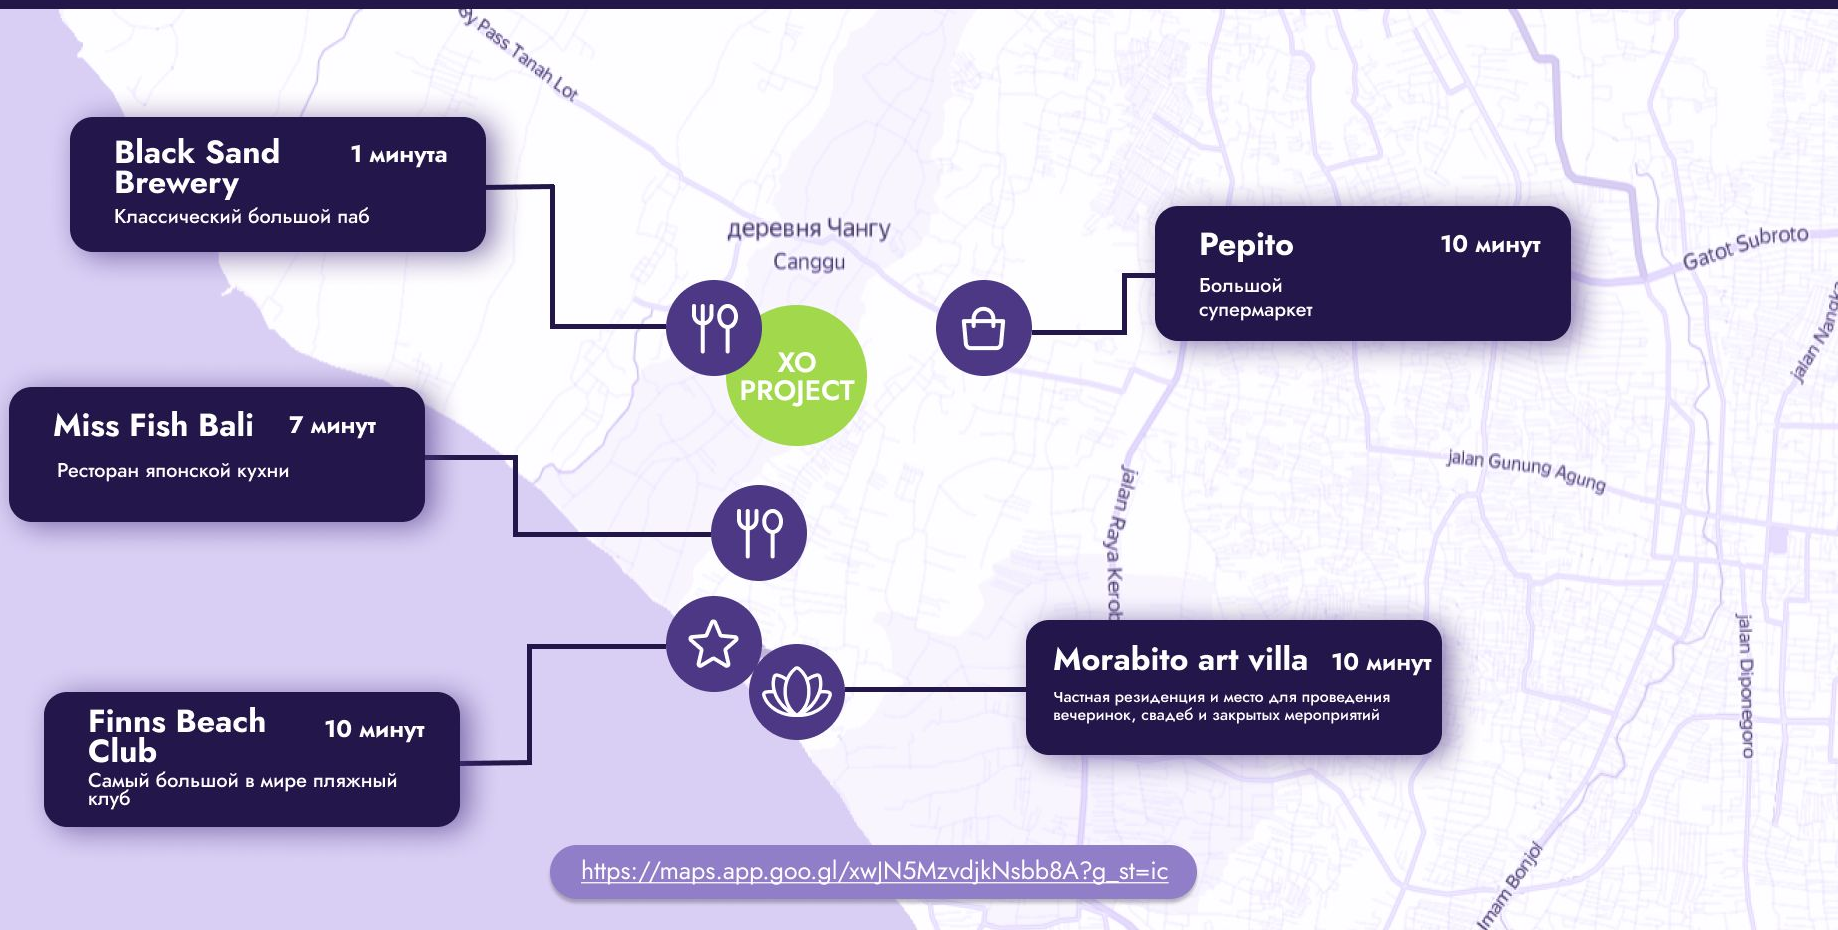 By Pass Tanah Lot
Black Sand
Brewery
1 минута
Классический большой паб
деревня Чангу
Canggu
Pepito
10 минут
Большой
супермаркет
Gatot Subroto
XO
PROJECT
jalan Nangka
Miss Fish Bali
7 минут
Ресторан японской кухни
jalan Gunung Agung
jalan Raya Kerob
Morabito art villa
10 минут
Частная резиденция и место для проведения
вечеринок, свадеб и закрытых мероприятий
jalan Diponegoro
Finns Beach
Club
10 минут
Самый большой в мире пляжный
клуб
https://maps.app.goo.gl/xwJN5MzvdjkNsbb8A?g_st=ic
Imam Bonjol